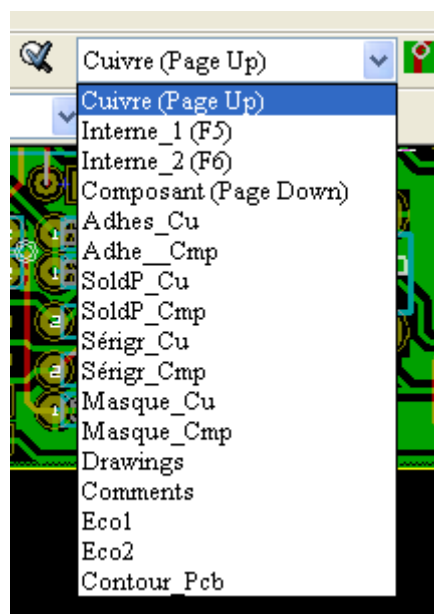 Cuivre (Page Up)
Cuivre (Page Up)
Interne_1 (F5)
Interne_2 (F6)
Composant (Page Down)
Adhes_Cu
Adhe__Cmp
SoldP_Cu
SoldP_Cmp
Sérigr_Cu
Sérigr_Cmp
Masque_Cu
Masque_Cmp
Drawings
Comments
Eco1
Eco2
Contour_Pcb